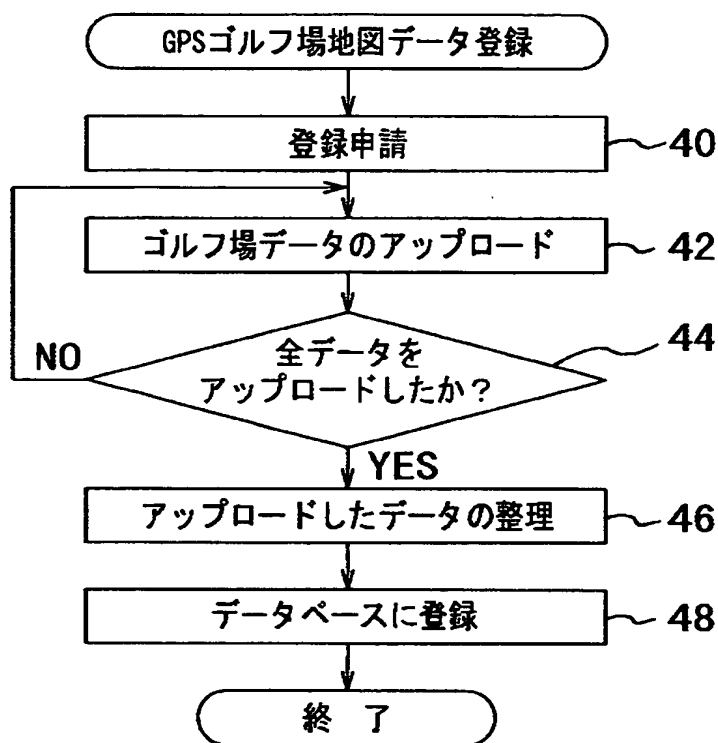 GPSゴルフ場地図データ登録
登録申請
40
ゴルフ場データのアップロード
42
全データを
アップロードしたか?
44
NO
YES
アップロードしたデータの整理
46
データベースに登録
48
終了